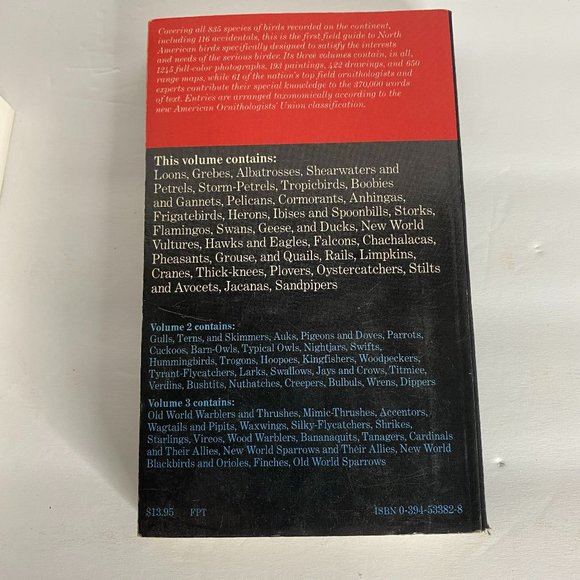 Covering all 835 species of birds recorded on the continent,
including 116 accidentals, this is the first field guide to North
American birds specifically designed to satisfy the interests
and needs of the serious birder. Its three volumes contain, in all,
1245 full-color photographs, 193 paintings, 422 drawings, and 650
range maps, while 61 of the nation's top field ornithologists and
experts contribute their special knowledge to the 370,000 words
of text. Entries are arranged taxonomically according to the
new American Ornithologists' Union classification.
This volume contains:
Loons, Grebes, Albatrosses, Shearwaters and
Petrels, Storm-Petrels, Tropicbirds, Boobies
and Gannets, Pelicans, Cormorants, Anhingas,
Frigatebirds, Herons, Ibises and Spoonbills, Storks,
Flamingos, Swans, Geese, and Ducks, New World
Vultures, Hawks and Eagles, Falcons, Chachalacas,
Pheasants, Grouse, and Quails, Rails, Limpkins,
Cranes, Thick-knees, Plovers, Oystercatchers, Stilts
and Avocets, Jacanas, Sandpipers
Volume 2 contains:
Gulls, Terns, and Skimmers, Auks, Pigeons and Doves, Parrots,
Cuckoos, Barn-Owls, Typical Owls, Nightjars, Swifts,
Hummingbirds, Trogons, Hoopoes, Kingfishers, Woodpeckers,
Tyrant-Flycatchers, Larks, Swallows, Jays and Crows, Titmice,
Verdins, Bushtits, Nuthatches, Creepers, Bulbuls, Wrens, Dippers
Volume 3 contains:
Old World Warblers and Thrushes, Mimic-Thrushes, Accentors,
Wagtails and Pipits, Waxwings, Silky-Flycatchers, Shrikes,
Starlings, Vireos, Wood Warblers, Bananaquits, Tanagers, Cardinals
and Their Allies, New World Sparrows and Their Allies, New World
Blackbirds and Orioles, Finches, Old World Sparrows
$13.95 FPT ISBN 0-394-53382-8